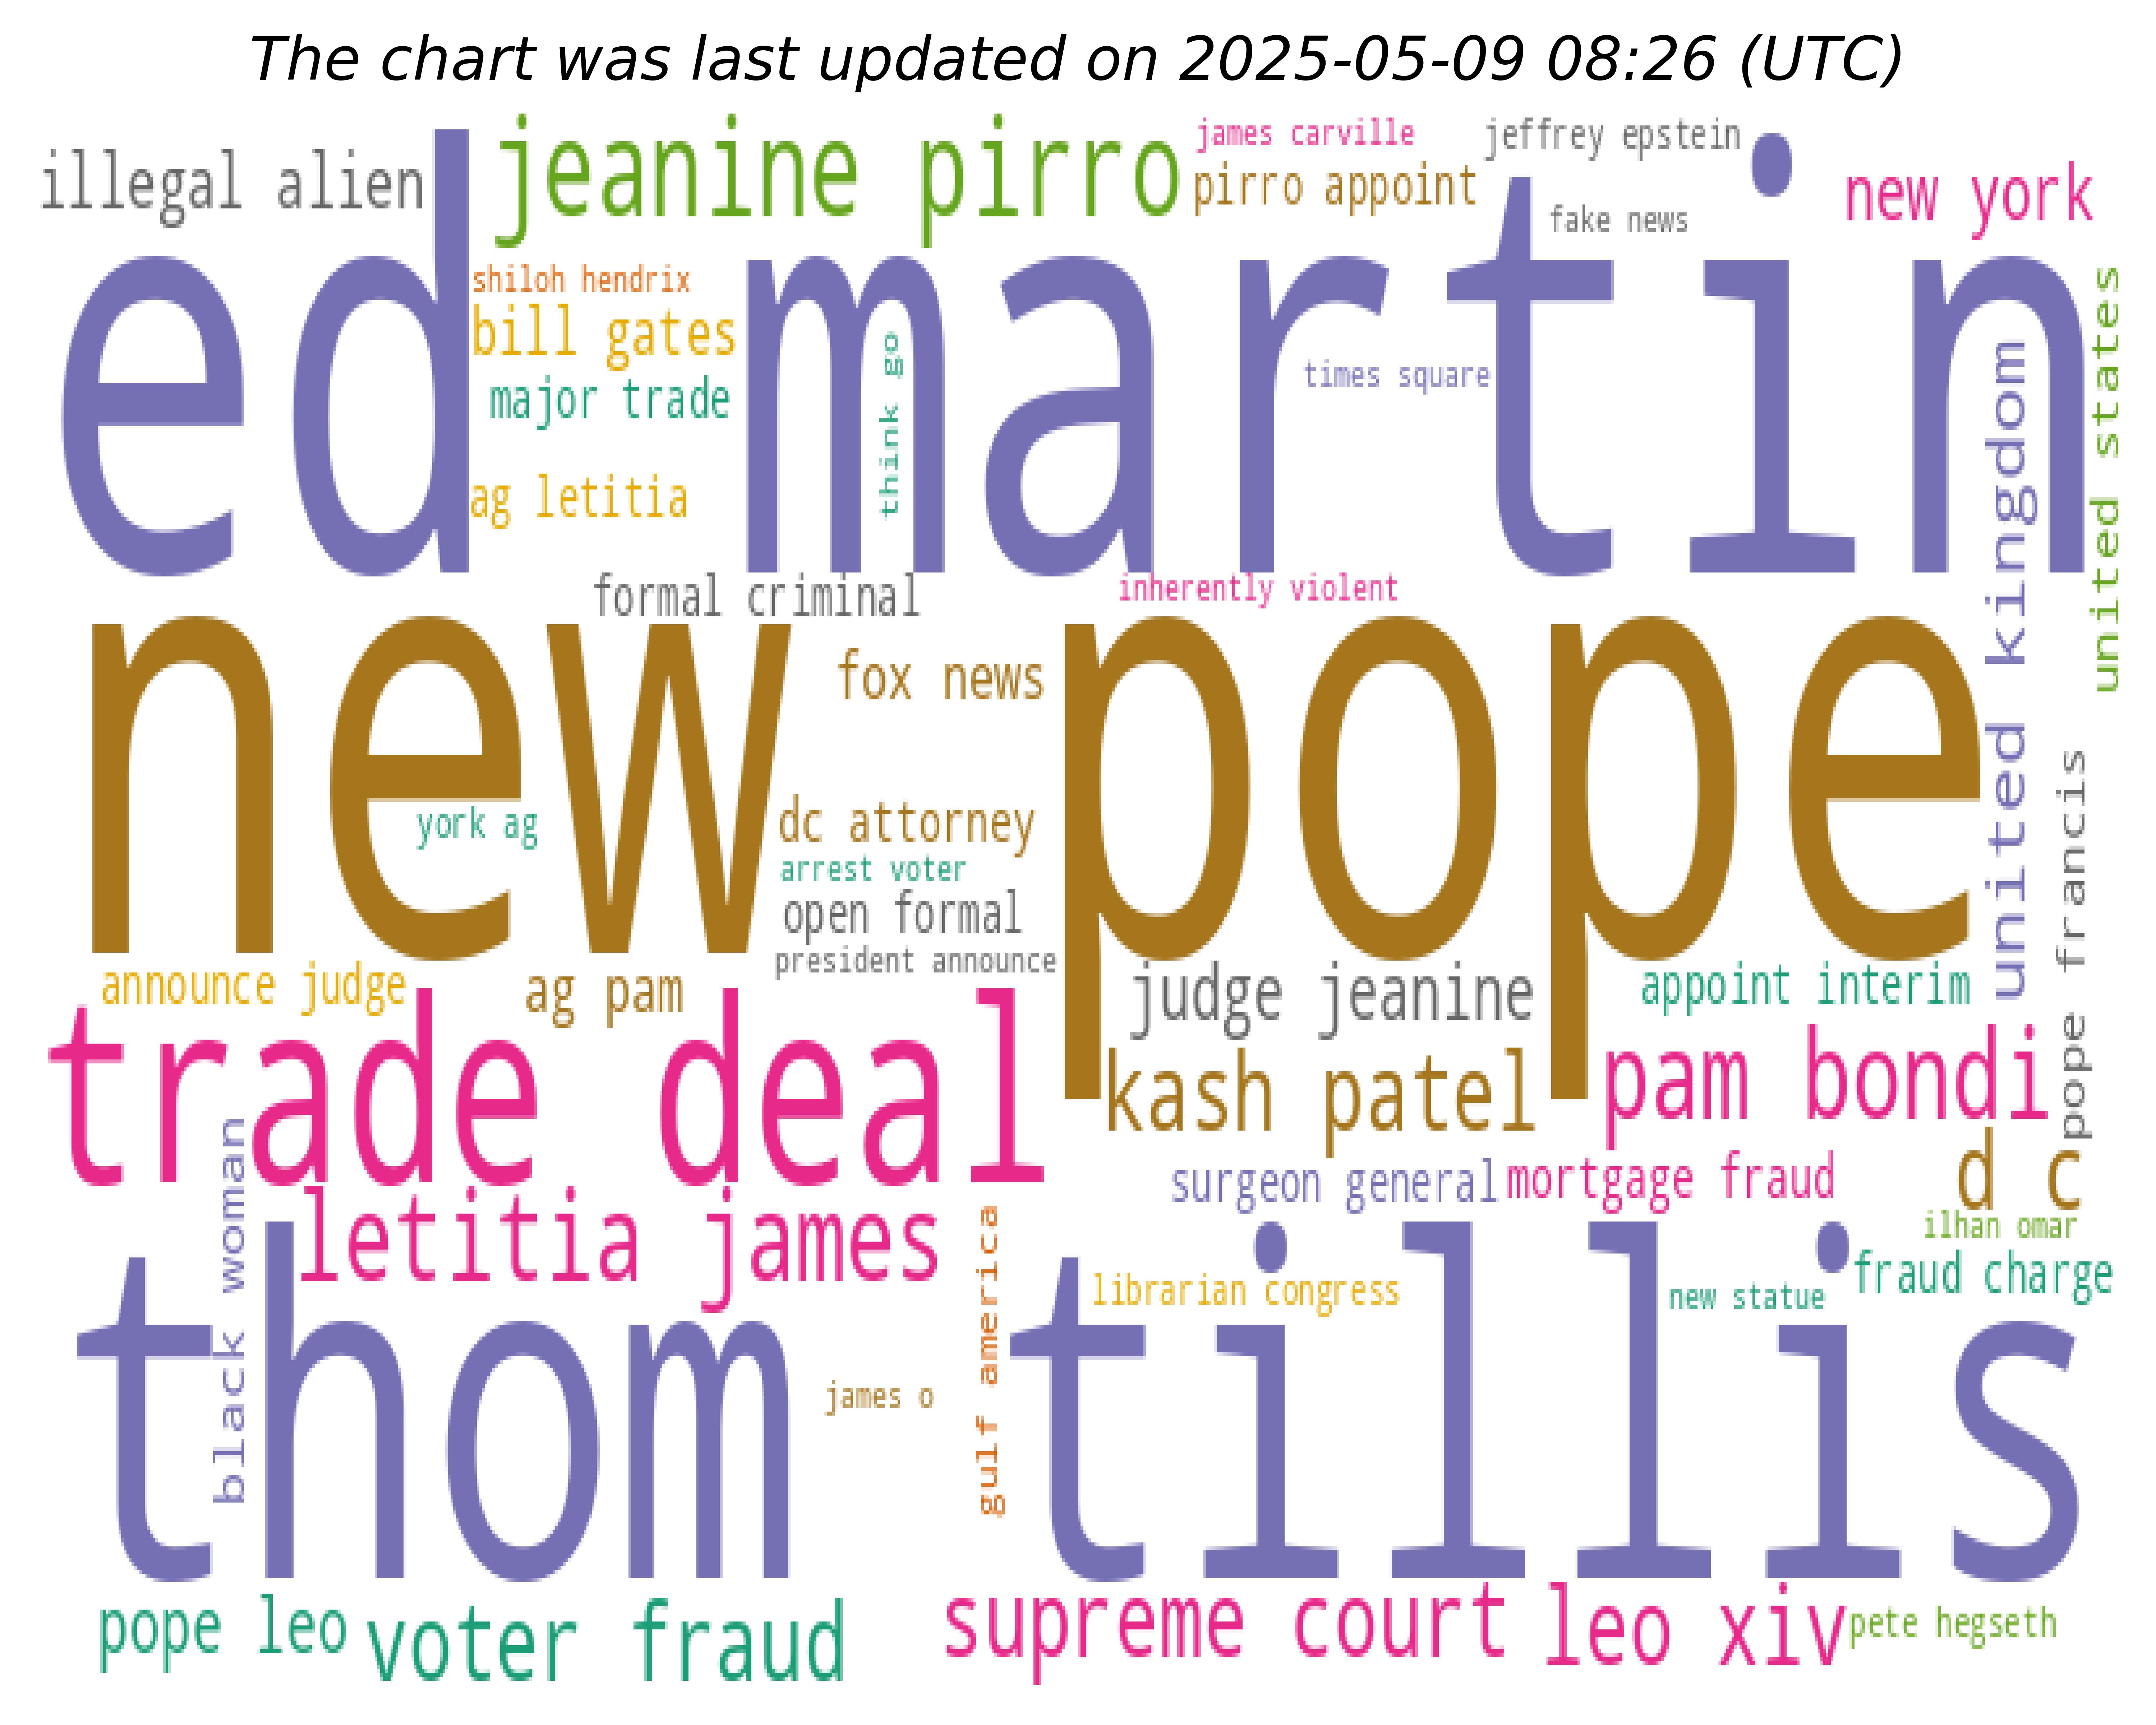 The chart was last updated on 2025-05-09 08:26 (UTC)
illegal alien
jeanine pirro
james carville
jeffrey epstein
pirro appoint
new york
fake news
ed martin
shiloh hendrix
bill gates
major trade
think go
times square
ag letitia
united kingdom
united states
formal criminal
inherently violent
new pope
fox news
york ag
dc attorney
arrest voter
open formal
president announce
pope francis
announce judge
ag pam
judge jeanine
appoint interim
trade deal
kash patel
pam bondi
black woman
surgeon general
mortgage fraud
d c
letitia james
gulf america
ilhan omar
librarian congress
new statue
fraud charge
thom tillis
james o
pope leo
voter fraud
supreme court
leo xiv
pete hegseth